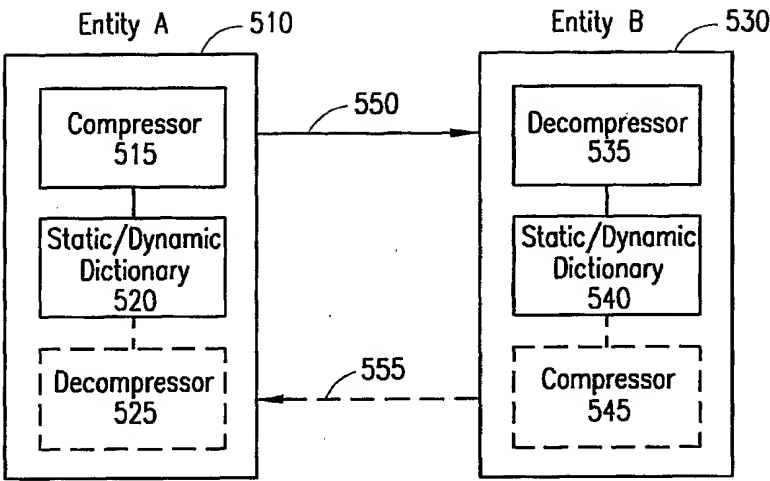 Entity A
510
Entity B
530
Compressor
515
550
Decompressor
535
Static/Dynamic
Dictionary
520
Static/Dynamic
Dictionary
540
Decompressor
525
555
Compressor
545